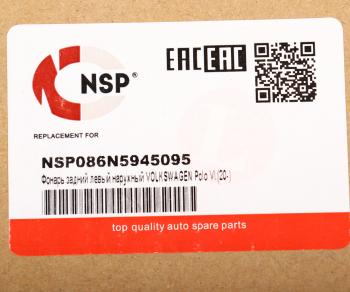 NSP®
EAC EAC
REPLACEMENT FOR
NSP086N5945095
Фонарь задний левый наружный VOLKSWAGEN Polo VI (20-)
top quality auto spare parts